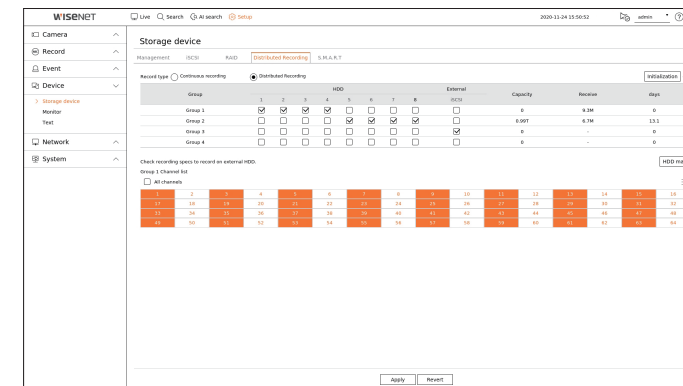 WISENET
Live Search AI search Setup 2020-11-24 15:50:52 admin
Camera
Record
Event
Device
Storage device
Monitor
Text
Network
System
Storage device
Management iSCSI RAID Distributed Recording S.M.A.R.T
Record type Continuous recording Distributed Recording Initialization
Group HDD External Capacity Receive days
1 2 3 4 5 6 7 8 iSCSI
Group 1 0 9.3M 0
Group 2 0.99T 6.7M 13.1
Group 3 0 - 0
Group 4 0 - 0
Check recording specs to record on external HDD. HDD ma
Group 1 Channel list
All channels
1 2 3 4 5 6 7 8 9 10 11 12 13 14 15 16
17 18 19 20 21 22 23 24 25 26 27 28 29 30 31 32
33 34 35 36 37 38 39 40 41 42 43 44 45 46 47 48
49 50 51 52 53 54 55 56 57 58 59 60 61 62 63 64
Apply Revert